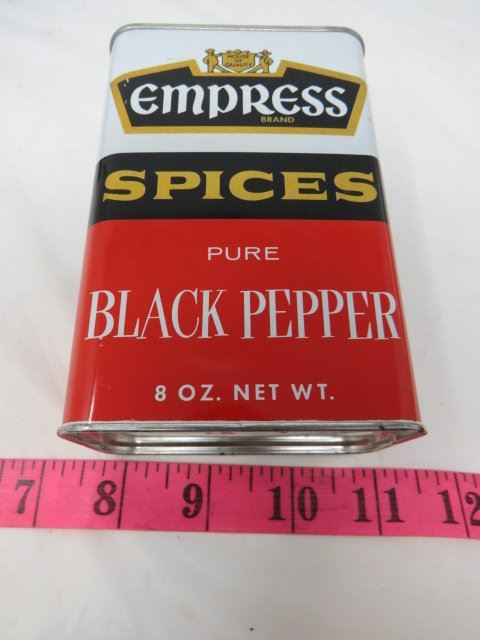 HOUSE
OF
QUALITY
empress
BRAND
SPICES
PURE
BLACK PEPPER
8 OZ. NET WT.
7 8 9 10 11 12